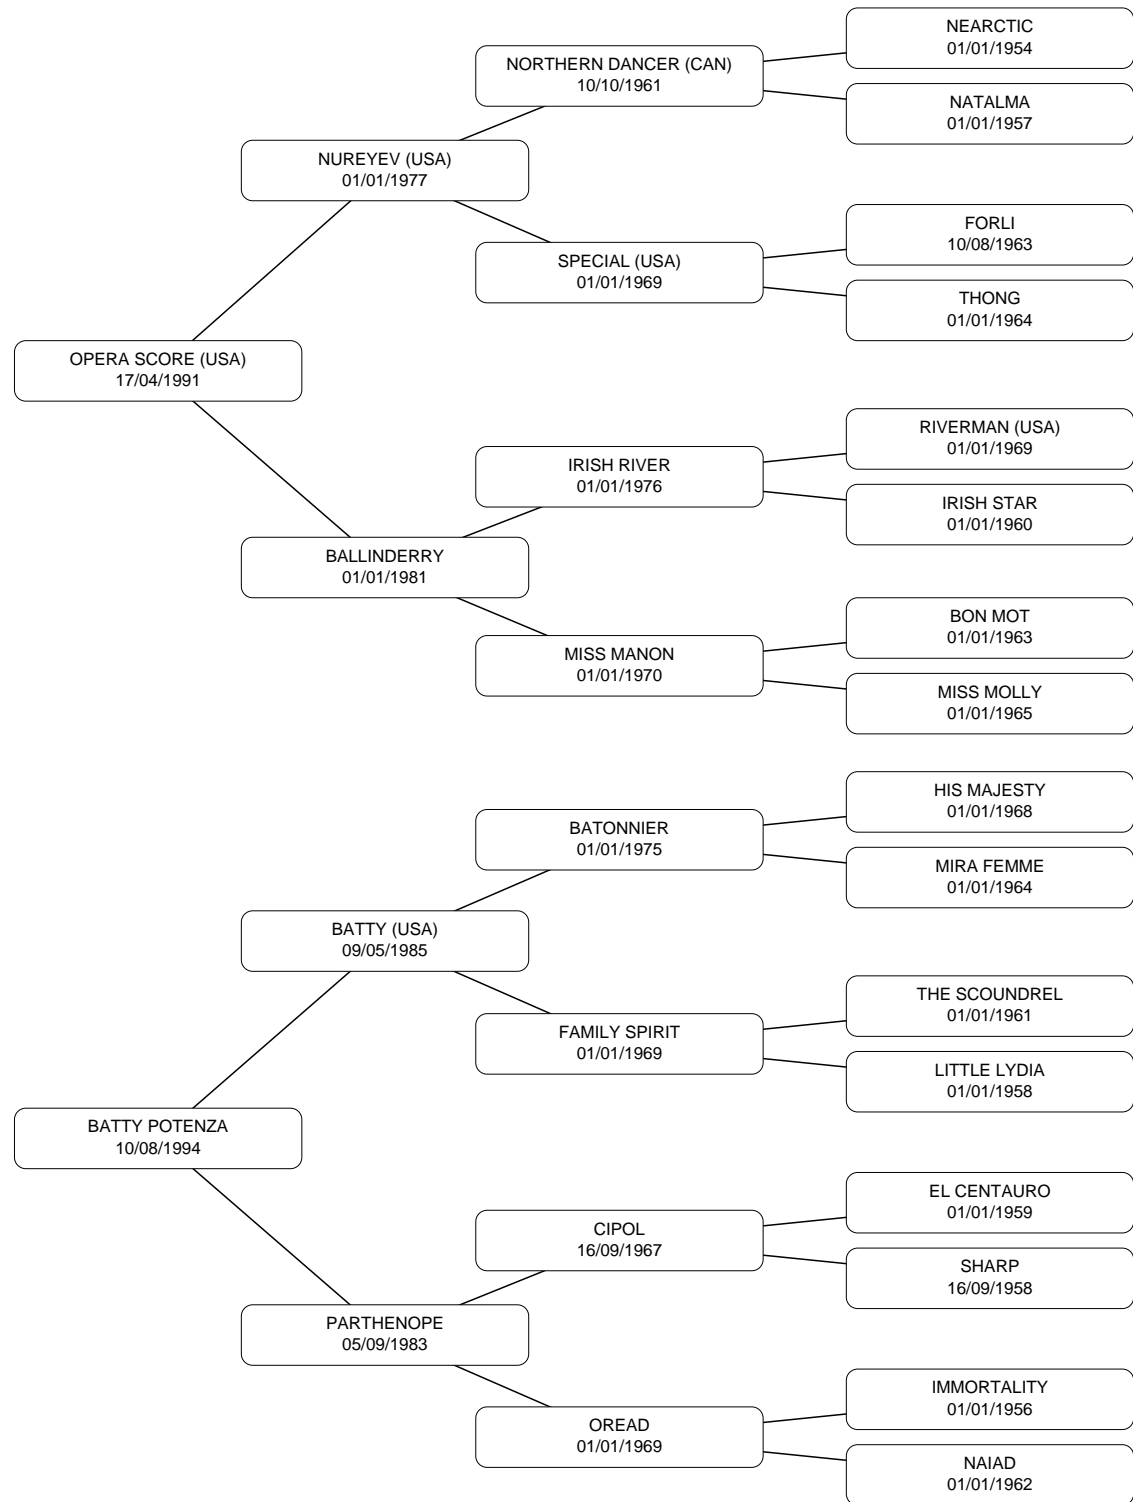 NEARCTIC
01/01/1954
NORTHERN DANCER (CAN)
10/10/1961
NATALMA
01/01/1957
NUREYEV (USA)
01/01/1977
FORLI
10/08/1963
SPECIAL (USA)
01/01/1969
THONG
01/01/1964
OPERA SCORE (USA)
17/04/1991
RIVERMAN (USA)
01/01/1969
IRISH RIVER
01/01/1976
IRISH STAR
01/01/1960
BALLINDERRY
01/01/1981
BON MOT
01/01/1963
MISS MANON
01/01/1970
MISS MOLLY
01/01/1965
HIS MAJESTY
01/01/1968
BATONNIER
01/01/1975
MIRA FEMME
01/01/1964
BATTY (USA)
09/05/1985
THE SCOUNDREL
01/01/1961
FAMILY SPIRIT
01/01/1969
LITTLE LYDIA
01/01/1958
BATTY POTENZA
10/08/1994
EL CENTAURO
01/01/1959
CIPOL
16/09/1967
SHARP
16/09/1958
PARTHENOPE
05/09/1983
IMMORTALITY
01/01/1956
OREAD
01/01/1969
NAIAD
01/01/1962